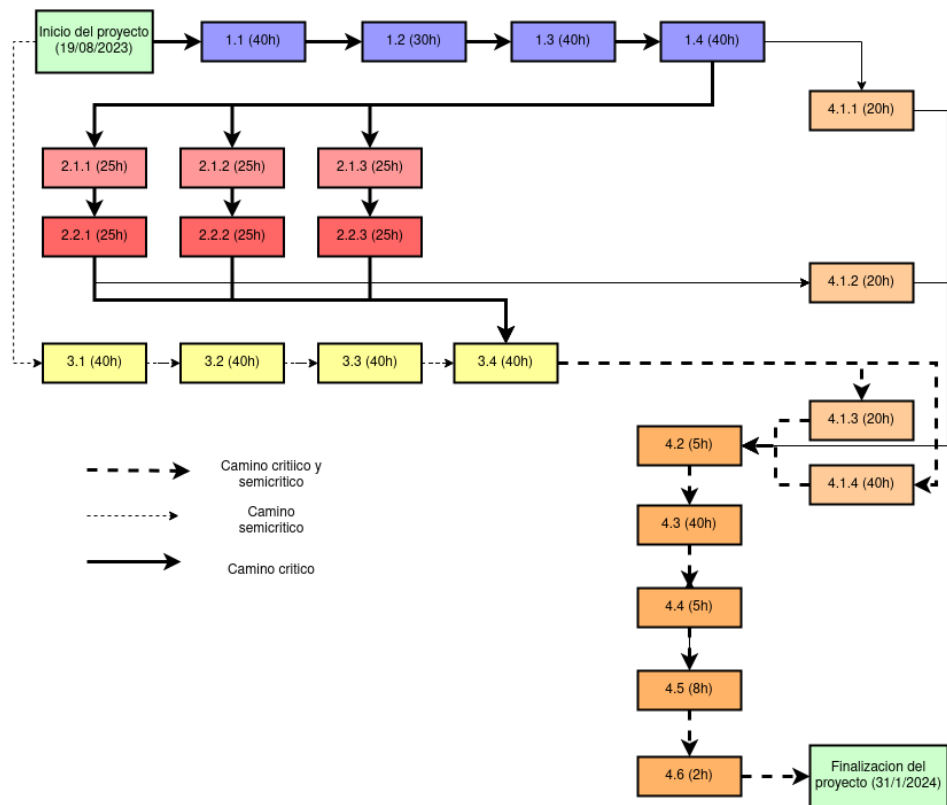 Inicio del proyecto
(19/08/2023)
1.1 (40h)
1.2 (30h)
1.3 (40h)
1.4 (40h)
4.1.1 (20h)
2.1.1 (25h)
2.1.2 (25h)
2.1.3 (25h)
2.2.1 (25h)
2.2.2 (25h)
2.2.3 (25h)
4.1.2 (20h)
3.1 (40h)
3.2 (40h)
3.3 (40h)
3.4 (40h)
4.1.3 (20h)
4.2 (5h)
4.1.4 (40h)
Camino critiico y
semicritico
Camino
semicritico
Camino critico
4.3 (40h)
4.4 (5h)
4.5 (8h)
4.6 (2h)
Finalizacion del
proyecto (31/1/2024)